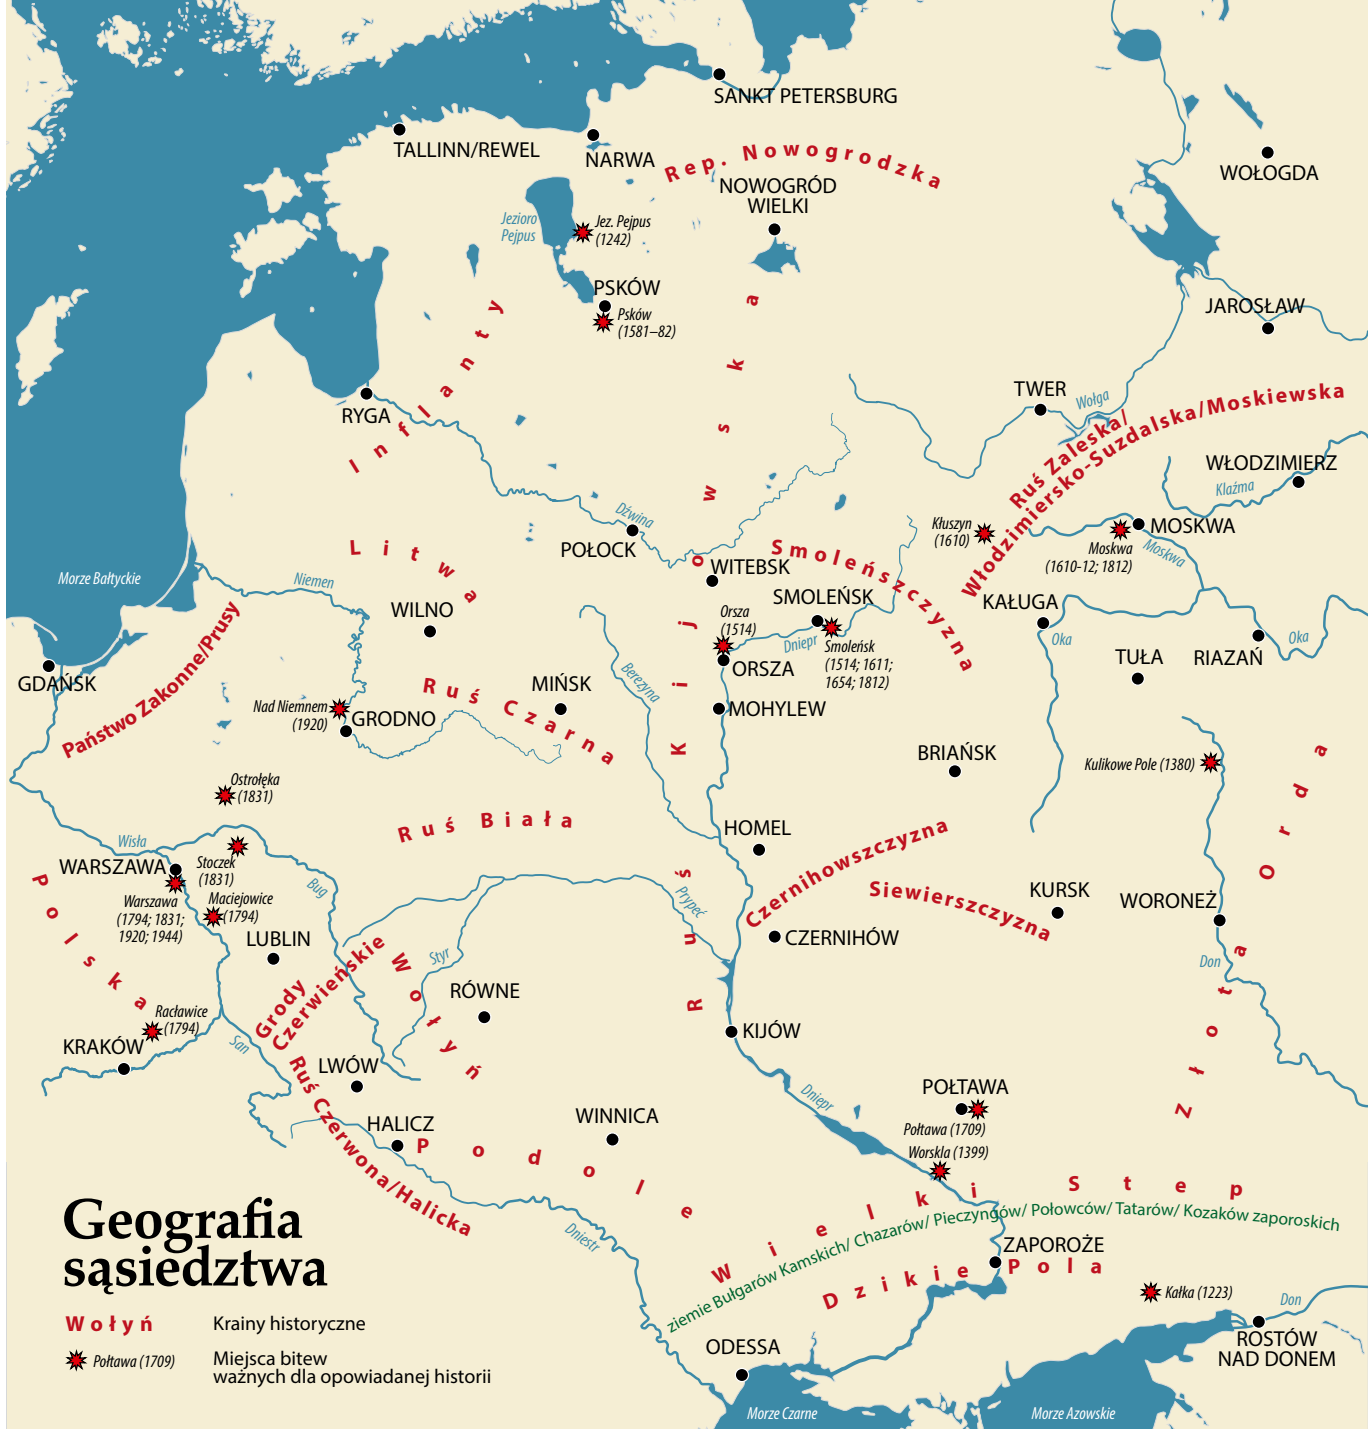 SANKT PETERSBURG
TALLINN/REWEL
NARWA
Rep. Nowogrodzka
NOWOGRÓD
WIELKI
WOŁOGDA
Jezioro
Pejpus
Jez. Pejpus
(1242)
PSKÓW
Psków
(1581–82)
JAROSŁAW
Inflanty
RYGA
TWER
Wołga
Ruś Zaleska/
Włodzimiersko-Suzdalska/Moskiewska
WŁODZIMIERZ
Klaźma
Dźwina
POŁOCK
Kłuszyn
(1610)
MOSKWA
Moskwa
(1610-12; 1812)
Moskwa
Litwa
Morze Bałtyckie
Niemen
WILNO
WITEBSK
Smoleńszczyzna
SMOLEŃSK
Orsza
(1514)
Dniepr
Smoleńsk
(1514; 1611;
1654; 1812)
ORSZA
KAŁUGA
Oka
TUŁA
RIAZAŃ
Oka
GDAŃSK
Państwo Zakonne/Prusy
Berezyna
MIŃSK
Ruś Czarna
Nad Niemnem
(1920)
GRODNO
MOHYLEW
Ruś Kijowska
BRIAŃSK
Kulikowe Pole (1380)
Złota Orda
Ostrołęka
(1831)
Ruś Biała
HOMEL
Wisła
WARSZAWA
Stoczek
(1831)
Bug
Warszawa
(1794; 1831;
1920; 1944)
Maciejowice
(1794)
LUBLIN
Polska
Prypeć
Czernihowszczyzna
Siewierszczyzna
KURSK
WORONEŻ
CZERNIHÓW
Don
Grody
Czerwieńskie
Wołyń
Styr
RÓWNE
Racławice
(1794)
KRAKÓW
San
KIJÓW
LWÓW
Ruś Czerwona/Halicka
HALICZ
Podole
WINNICA
Dniepr
POŁTAWA
Połtawa (1709)
Worskla (1399)
Wielki Step
ziemie Bułgarów Kamskich/ Chazarów/ Pieczyngów/ Połowców/ Tatarów/ Kozaków zaporoskich
Dniestr
ZAPOROŻE
Dzikie Pola
Kałka (1223)
Don
ROSTÓW
NAD DONEM
ODESSA
Morze Czarne
Morze Azowskie
Geografia
sąsiedztwa
Wołyń Krainy historyczne
Połtawa (1709) Miejsca bitew
ważnych dla opowiadanej historii